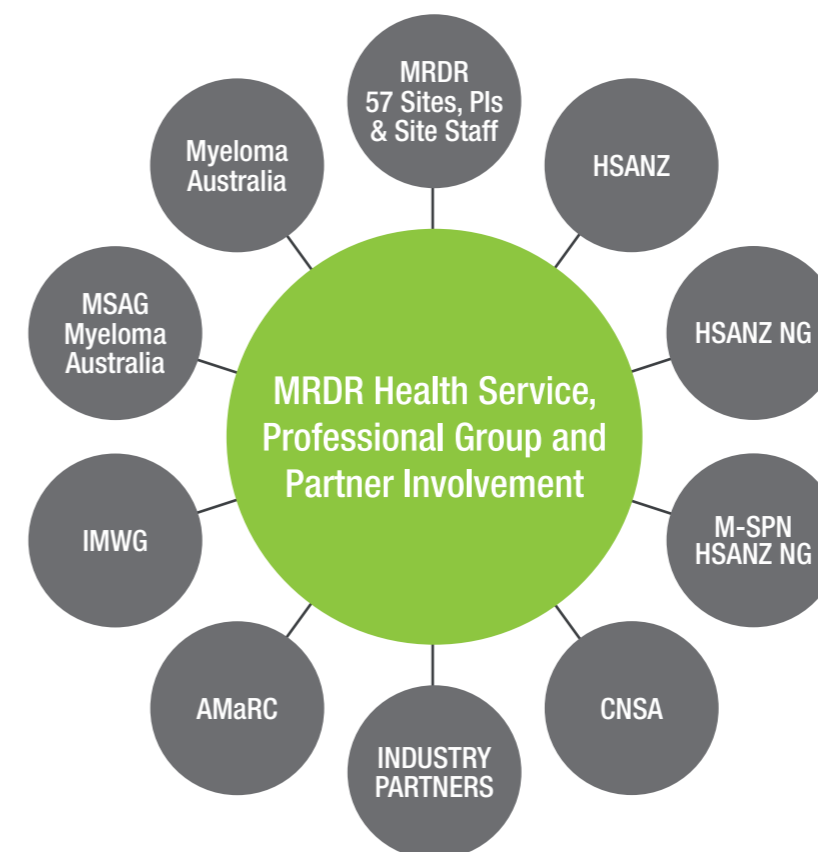 MRDR
57 Sites, PIs
& Site Staff
HSANZ
HSANZ NG
M-SPN
HSANZ NG
CNSA
INDUSTRY
PARTNERS
AMaRC
IMWG
MSAG
Myeloma
Australia
Myeloma
Australia
MRDR Health Service,
Professional Group and
Partner Involvement